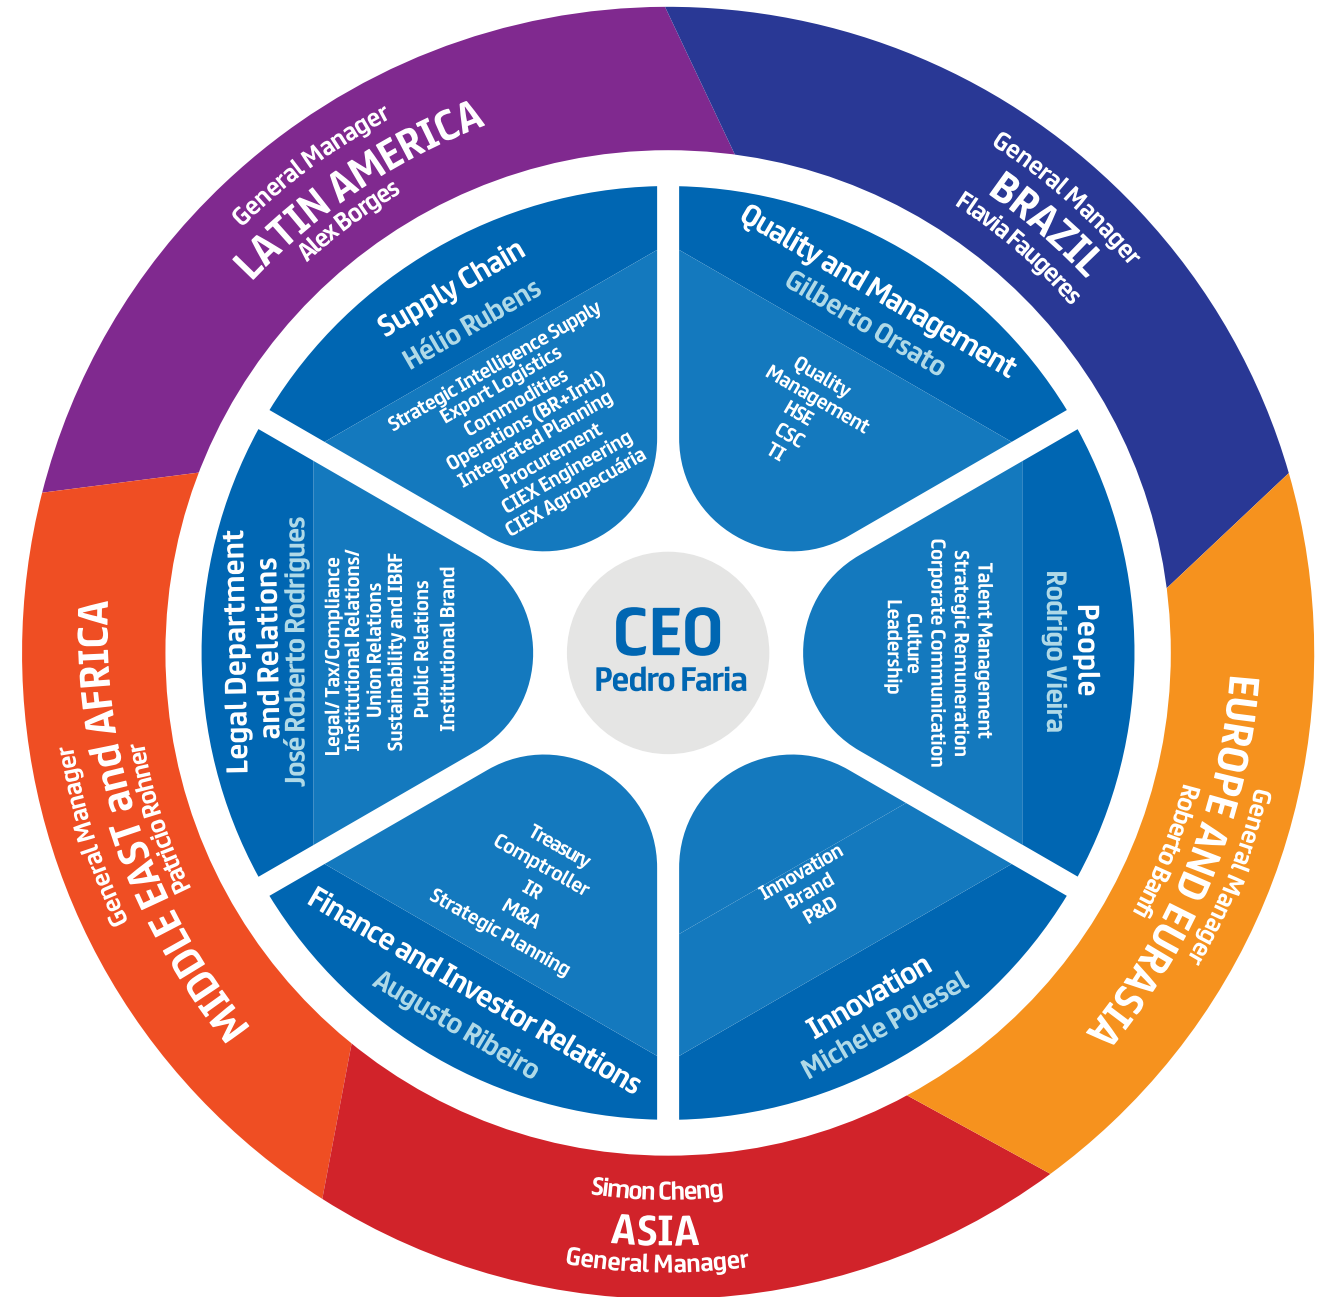 General Manager
LATIN AMERICA
Alex Borges
General Manager
BRAZIL
Flavia Faugeres
General Manager
EUROPE AND EURASIA
Roberto Banfi
Simon Cheng
ASIA
General Manager
General Manager
MIDDLE EAST and AFRICA
Patricio Rohner
Supply Chain
Hélio Rubens
Strategic Intelligence Supply
Export Logistics
Commodities
Operations (BR+Intl)
Integrated Planning
Procurement
CIEX Engineering
CIEX Agropecuária
Quality and Management
Gilberto Orsato
Quality
Management
HSE
CSC
TI
People
Rodrigo Vieira
Talent Management
Strategic Remuneration
Corporate Communication
Culture
Leadership
Innovation
Brand
P&D
Innovation
Michele Polesel
Treasury
Comptroller
IR
M&A
Strategic Planning
Finance and Investor Relations
Augusto Ribeiro
Legal Department
and Relations
José Roberto Rodrigues
Legal/ Tax/Compliance
Institutional Relations/
Union Relations
Sustainability and IBRF
Public Relations
Institutional Brand
CEO
Pedro Faria